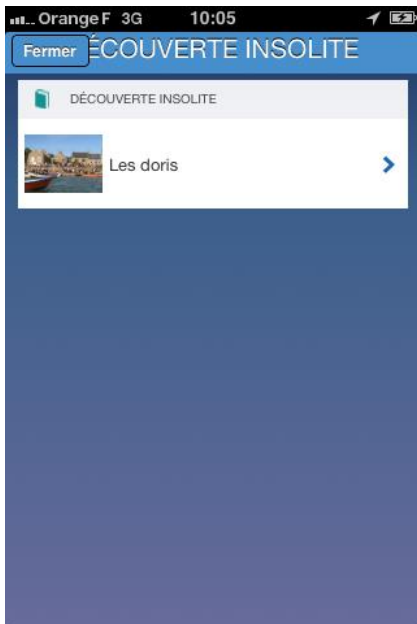 Orange F 3G 10:05
Fermer ÉCOUVERTE INSOLITE
DÉCOUVERTE INSOLITE
Les doris